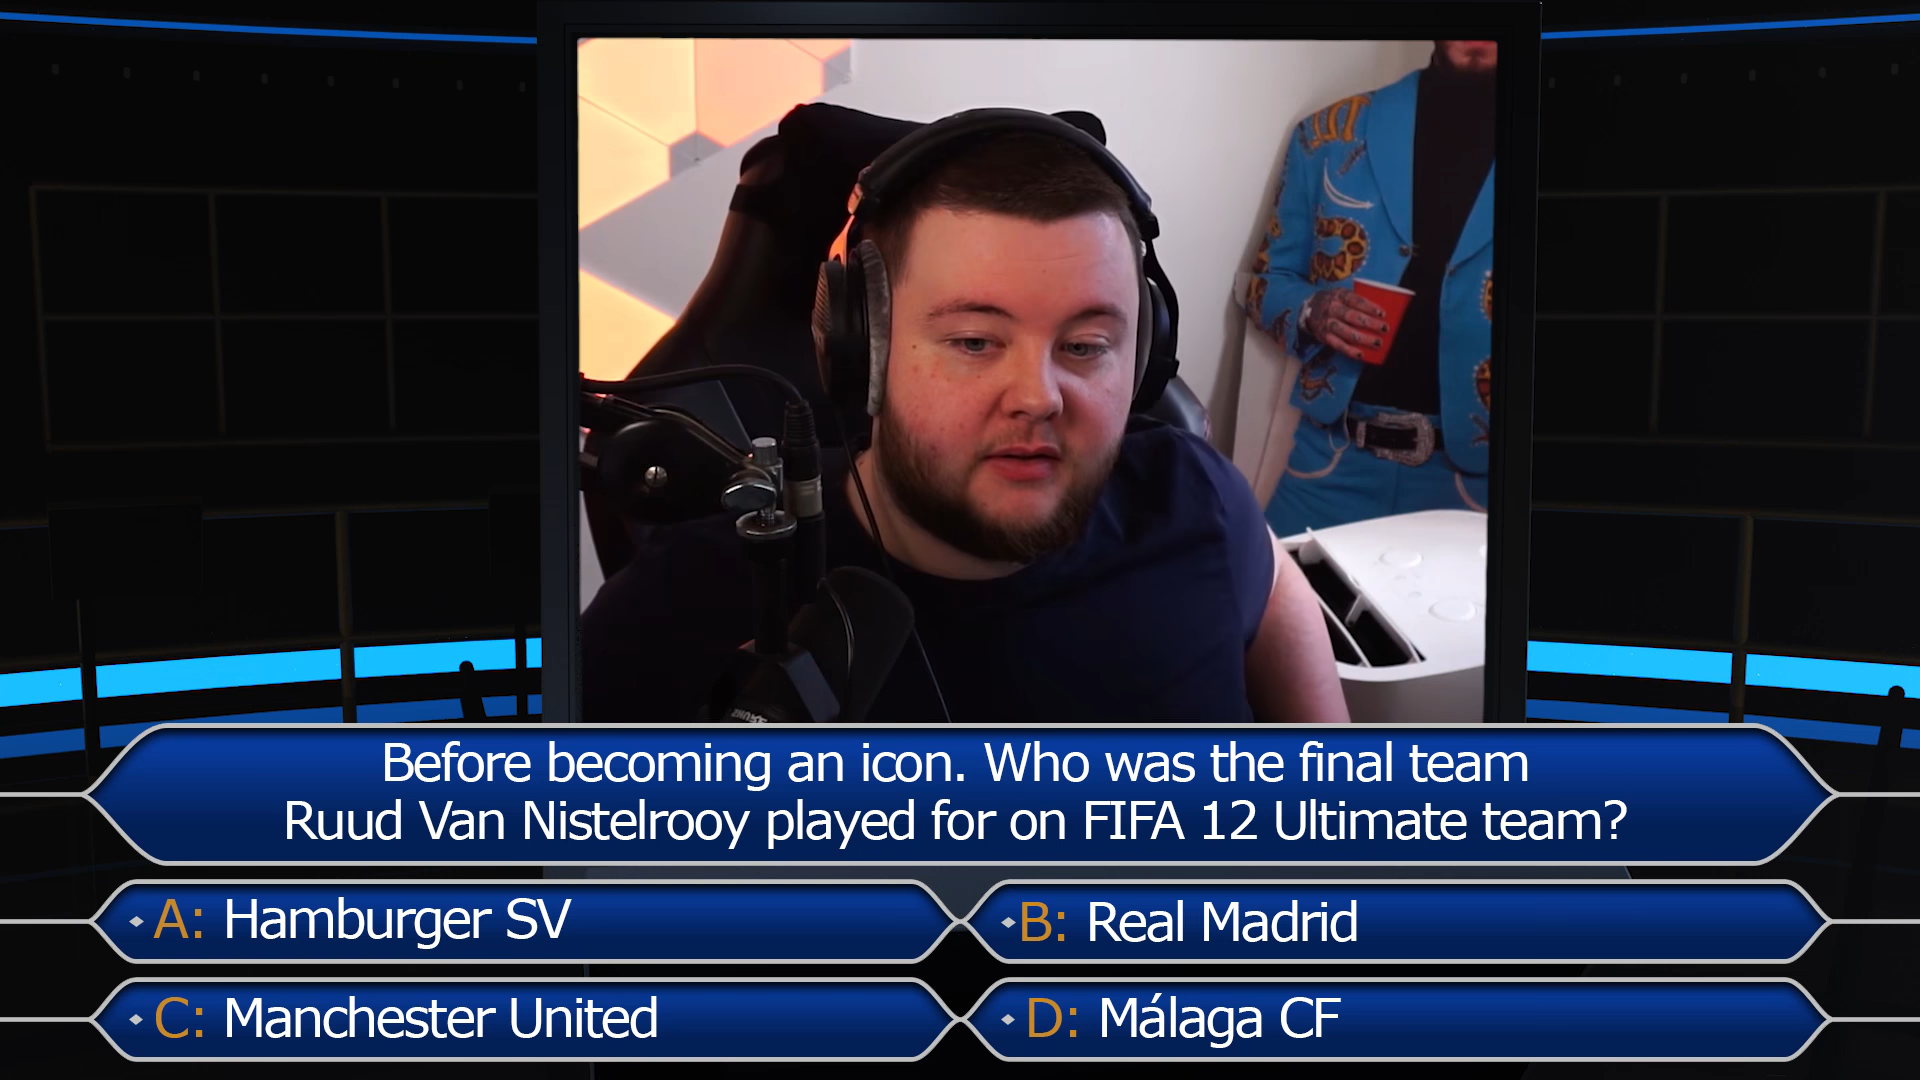 Before becoming an icon. Who was the final team
Ruud Van Nistelrooy played for on FIFA 12 Ultimate team?
A: Hamburger SV
B: Real Madrid
C: Manchester United
D: Málaga CF